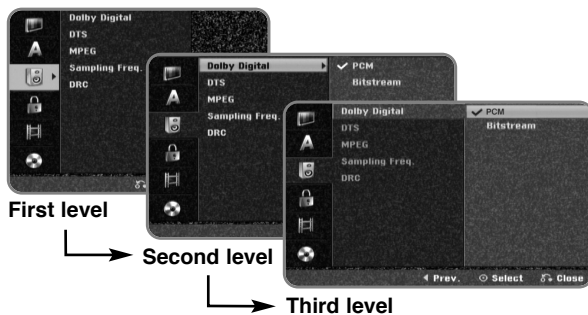 Dolby Digital
DTS
MPEG
Sampling Freq.
DRC
A
First level
Dolby Digital
DTS
MPEG
Sampling Freq.
DRC
A
PCM
Bitstream
Second level
Dolby Digital
DTS
MPEG
Sampling Freq.
DRC
A
PCM
Bitstream
Prev.
Select
Close
Third level